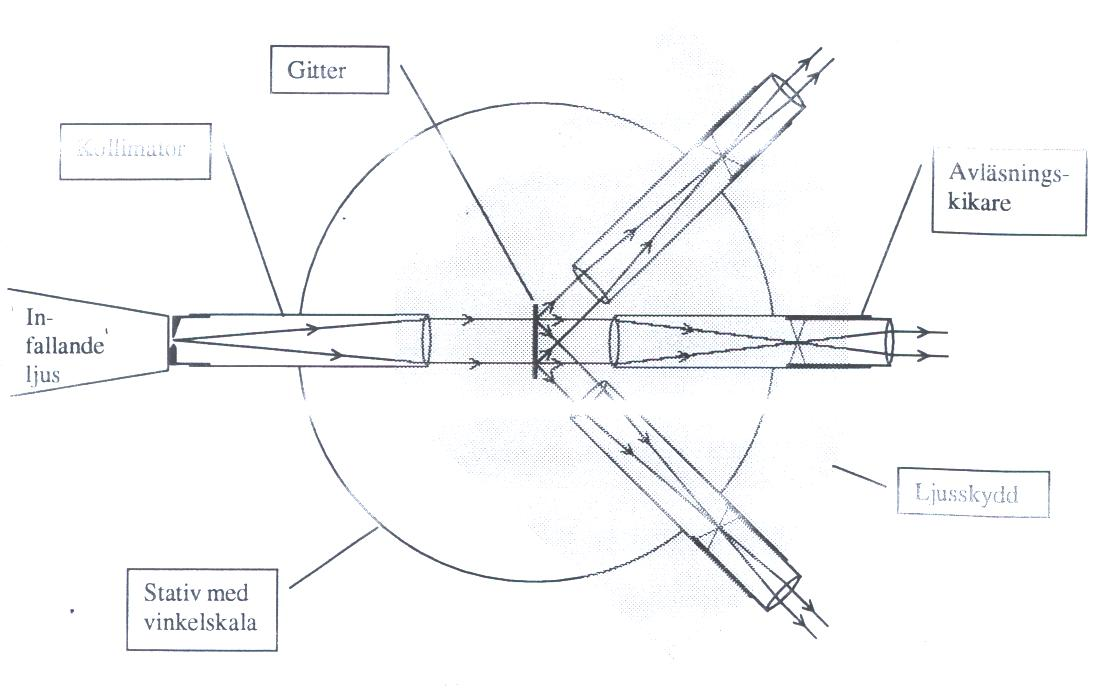 Gitter
Kollimator
Avläsnings-
kikare
In-
fallande
ljus
Ljusskydd
Stativ med
vinkelskala